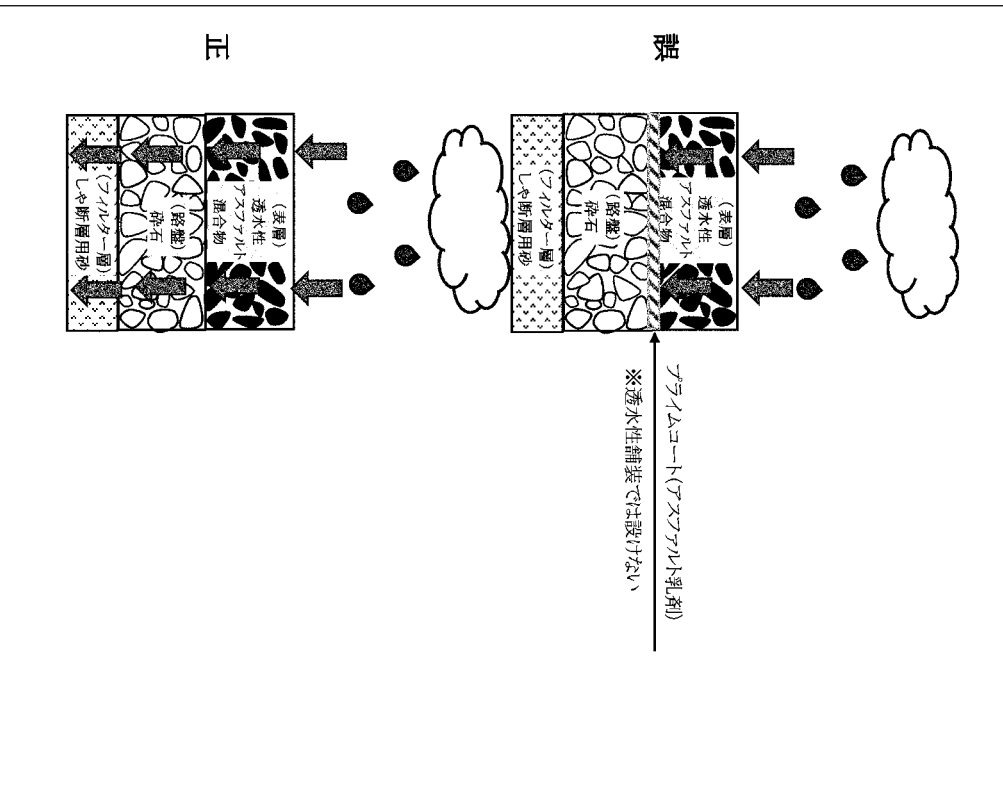 誤
(表層)
透水性
アスファルト
混合物
(路盤)
砕石
(フィルター層)
しゃ断層用砂
プライムコート(アスファルト乳剤)
※透水性舗装では設けない
正
(表層)
透水性
アスファルト
混合物
(路盤)
砕石
(フィルター層)
しゃ断層用砂